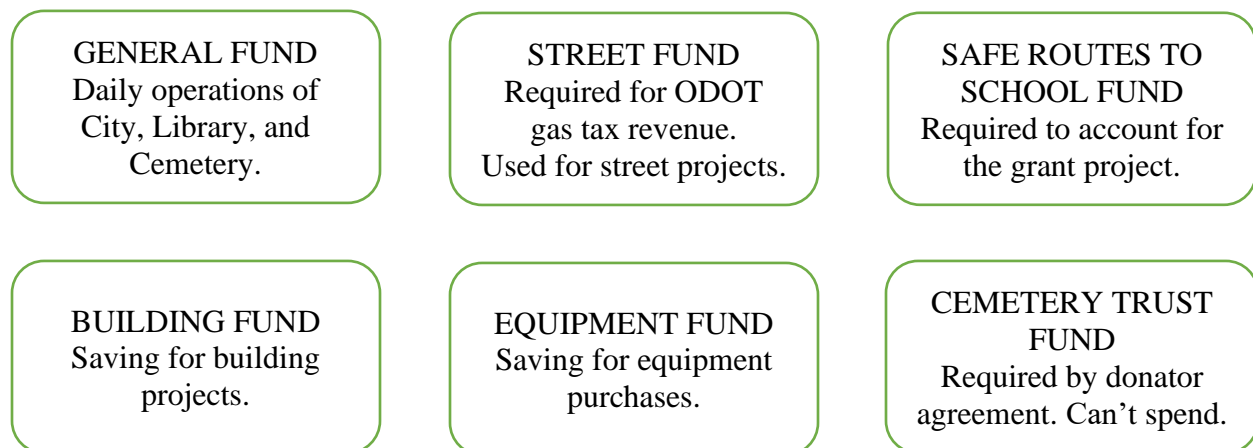 GENERAL FUND
Daily operations of
City, Library, and
Cemetery.
STREET FUND
Required for ODOT
gas tax revenue.
Used for street projects.
SAFE ROUTES TO
SCHOOL FUND
Required to account for
the grant project.
BUILDING FUND
Saving for building
projects.
EQUIPMENT FUND
Saving for equipment
purchases.
CEMETERY TRUST
FUND
Required by donator
agreement. Can’t spend.